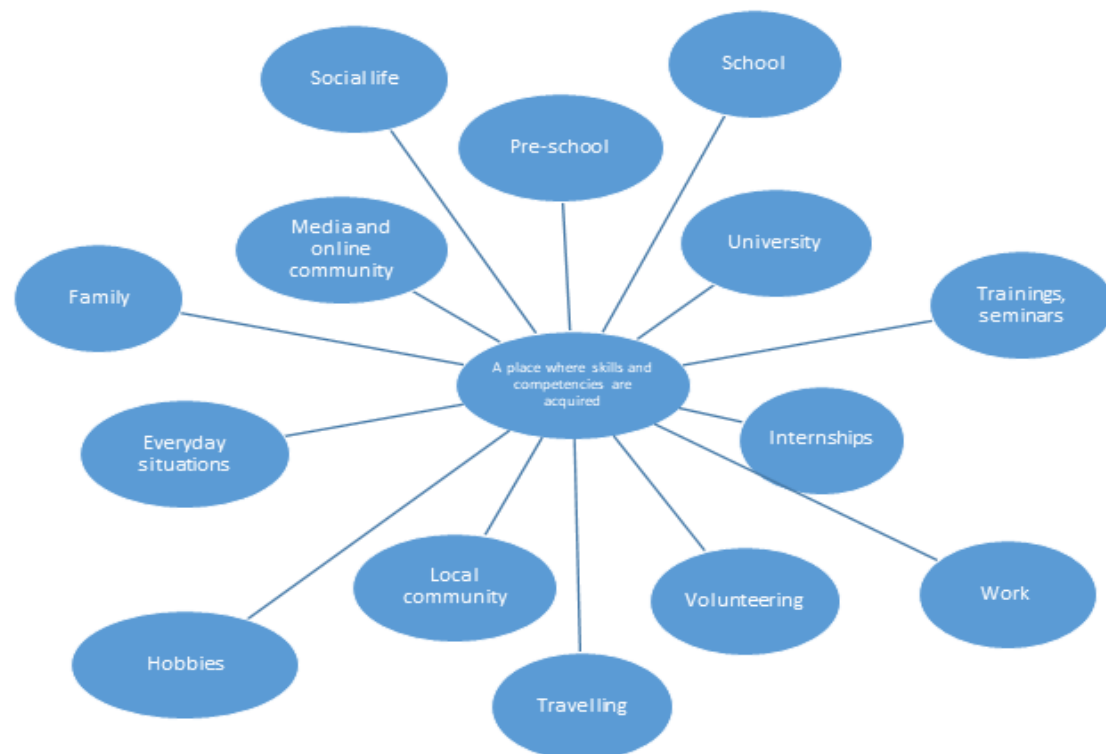 Social life
School
Pre-school
Media and
online
community
University
Family
Trainings,
seminars
A place where skills and
competencies are
acquired
Everyday
situations
Internships
Local
community
Volunteering
Work
Hobbies
Travelling